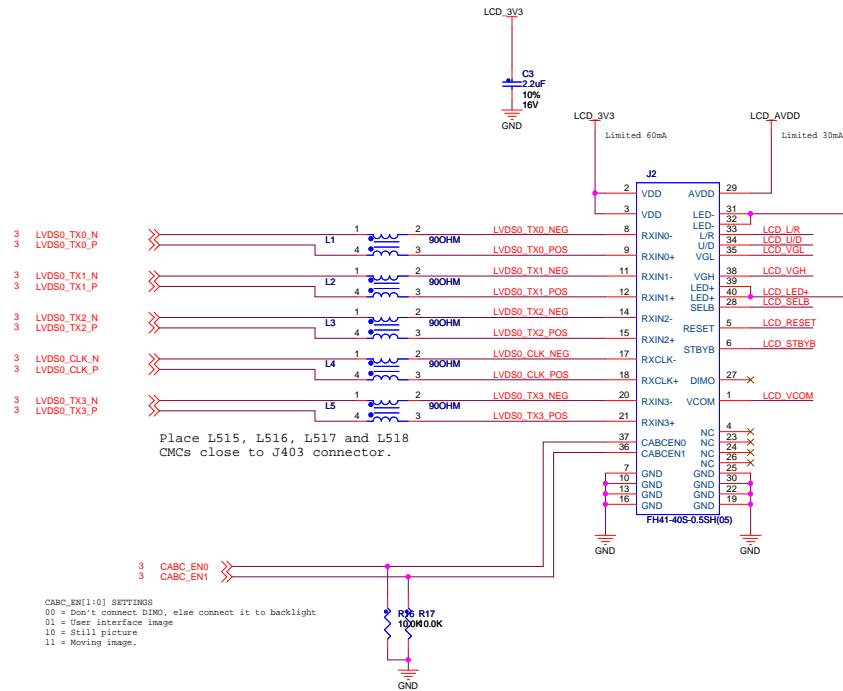 LCD_3V3
C3
2.2uF
10%
16V
GND
LCD_3V3
Limited 60mA
LCD_AVDD
Limited 30mA
J2
2 VDD AVDD 29
3 VDD LED- 31
LED- 32
3 LVDS0_TX0_N 1 2 LVDS0_TX0_NEG 8 RXIN0- L/R 33 LCD_L/R
3 LVDS0_TX0_P L1 90OHM U/D 34 LCD_U/D
4 3 LVDS0_TX0_POS 9 RXIN0+ VGL 35 LCD_VGL
3 LVDS0_TX1_N 1 2 LVDS0_TX1_NEG 11 RXIN1- VGH 38 LCD_VGH
3 LVDS0_TX1_P L2 90OHM LED+ 39
4 3 LVDS0_TX1_POS 12 RXIN1+ LED+ 40 LCD_LED+
SELB 28 LCD_SELB
3 LVDS0_TX2_N 1 2 LVDS0_TX2_NEG 14 RXIN2-
3 LVDS0_TX2_P L3 90OHM RESET 5 LCD_RESET
4 3 LVDS0_TX2_POS 15 RXIN2+
STBYB 6 LCD_STBYB
3 LVDS0_CLK_N 1 2 LVDS0_CLK_NEG 17 RXCLK-
3 LVDS0_CLK_P L4 90OHM
4 3 LVDS0_CLK_POS 18 RXCLK+ DIMO 27
3 LVDS0_TX3_N 1 2 LVDS0_TX3_NEG 20 RXIN3- VCOM 1 LCD_VCOM
3 LVDS0_TX3_P L5 90OHM
4 3 LVDS0_TX3_POS 21 RXIN3+
NC 4
Place L515, L516, L517 and L518
CMCs close to J403 connector.
37 CABCEN0 NC 23
36 CABCEN1 NC 24
NC 26
7 GND GND 25
10 GND GND 30
13 GND GND 22
16 GND GND 19
FH41-40S-0.5SH(05)
GND GND
3 CABC_EN0
3 CABC_EN1
CABC_EN[1:0] SETTINGS
00 = Don't connect DIMO, else connect it to backlight
01 = User interface image
10 = Still picture
11 = Moving image.
R16 R17
10.0K 10.0K
GND